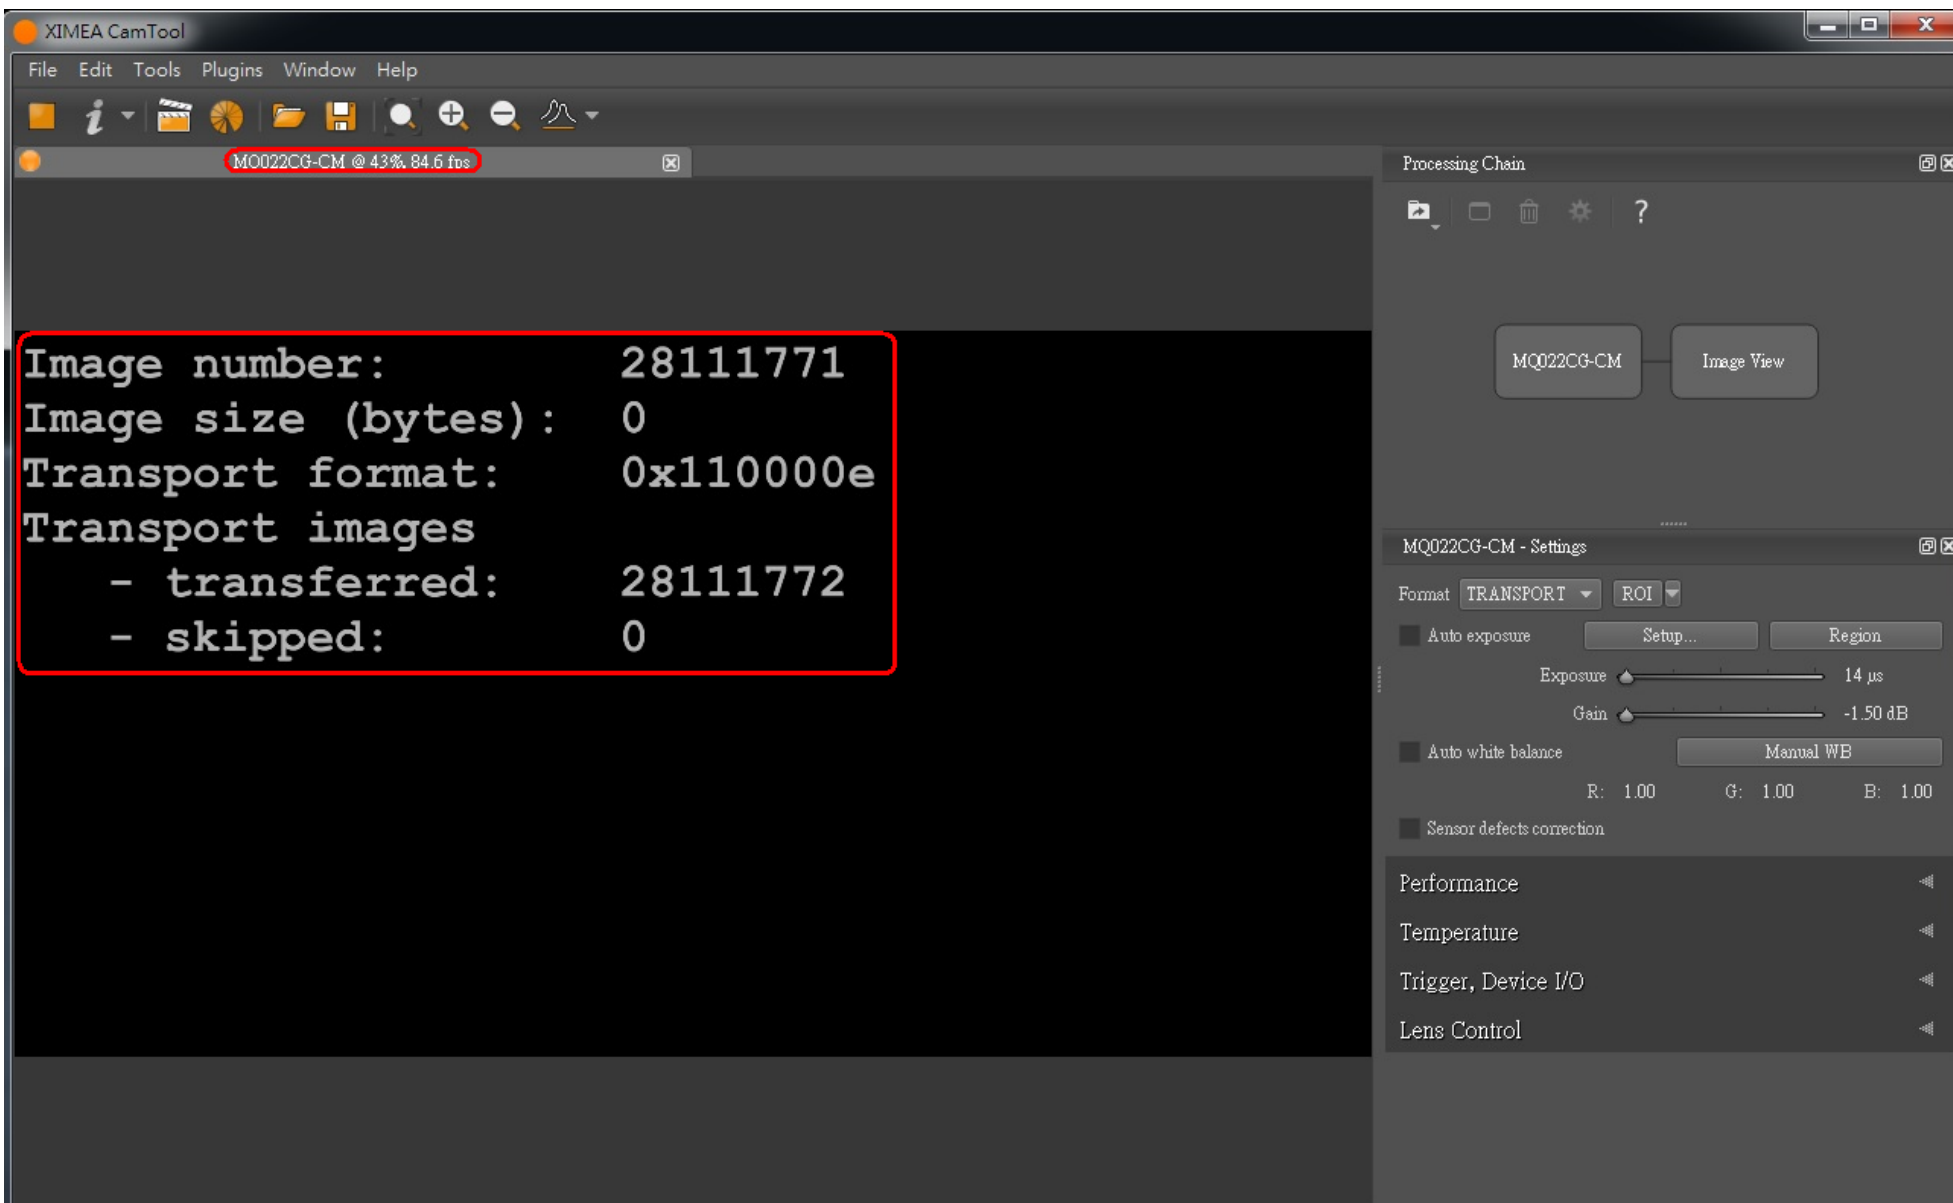 XIMEA CamTool
File Edit Tools Plugins Window Help
MQ022CG-CM @ 43%, 84.6 fps
Image number: 28111771
Image size (bytes): 0
Transport format: 0x110000e
Transport images
- transferred: 28111772
- skipped: 0
Processing Chain
?
MQ022CG-CM
Image View
MQ022CG-CM - Settings
Format TRANSPORT ROI
Auto exposure Setup... Region
Exposure 14 µs
Gain -1.50 dB
Auto white balance Manual WB
R: 1.00 G: 1.00 B: 1.00
Sensor defects correction
Performance
Temperature
Trigger, Device I/O
Lens Control